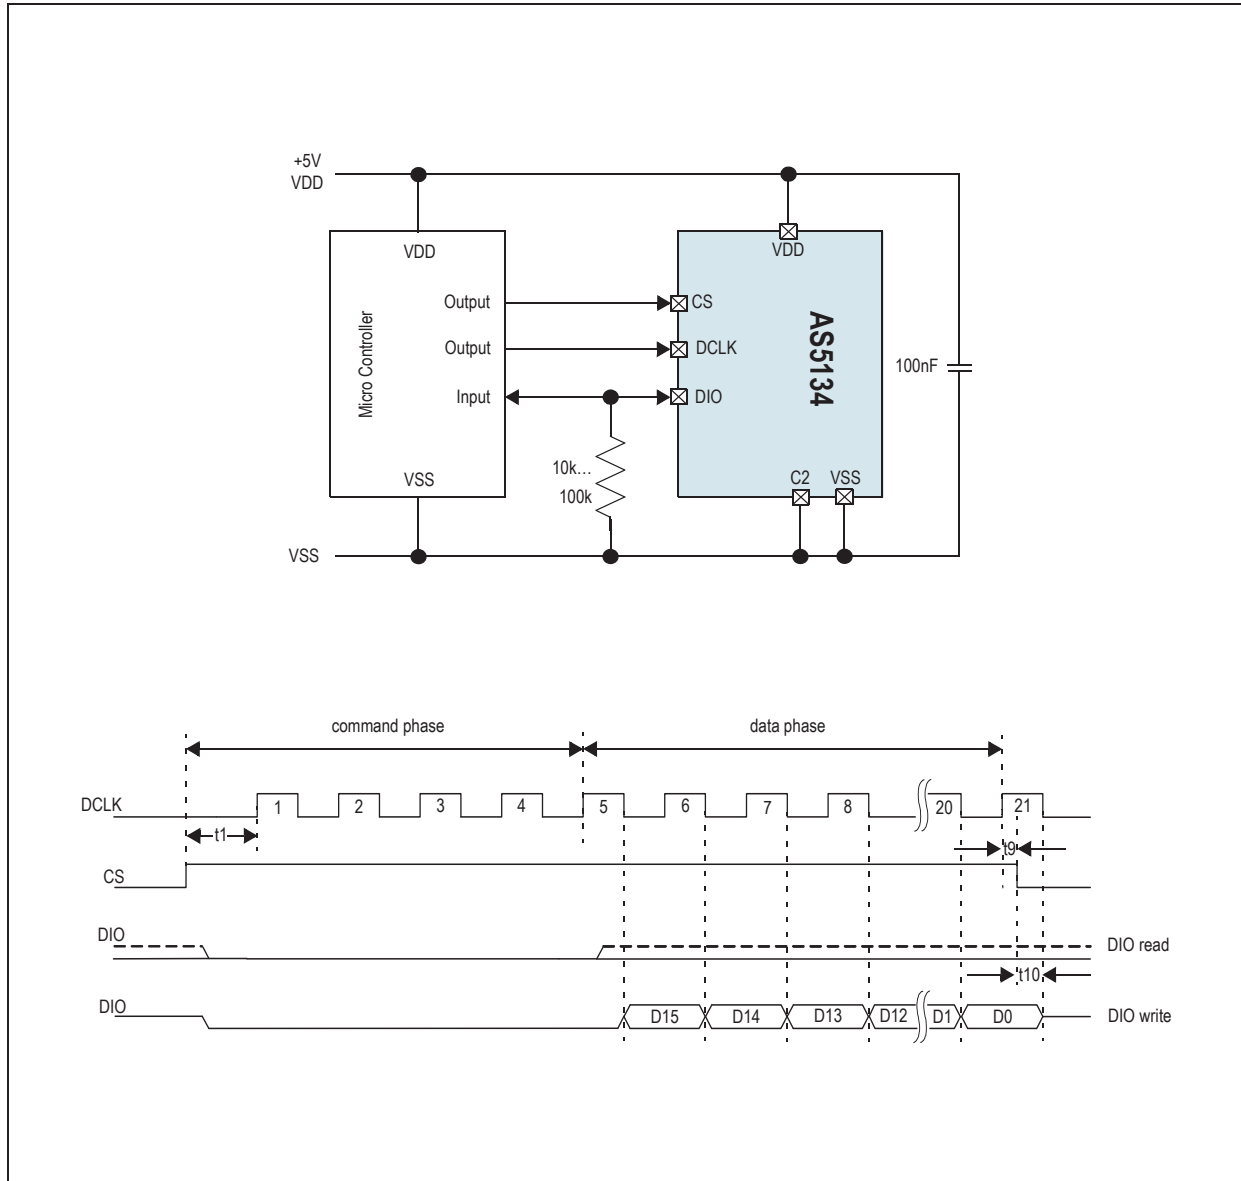 +5V
VDD
VDD
VDD
Output
CS
Micro Controller
AS5134
Output
DCLK
100nF
Input
DIO
10k…
100k
VSS
C2 VSS
VSS
command phase
data phase
DCLK
1 2 3 4 5 6 7 8 20 21
t1
t9
CS
DIO
DIO read
t10
DIO
D15 D14 D13 D12 D1 D0
DIO write